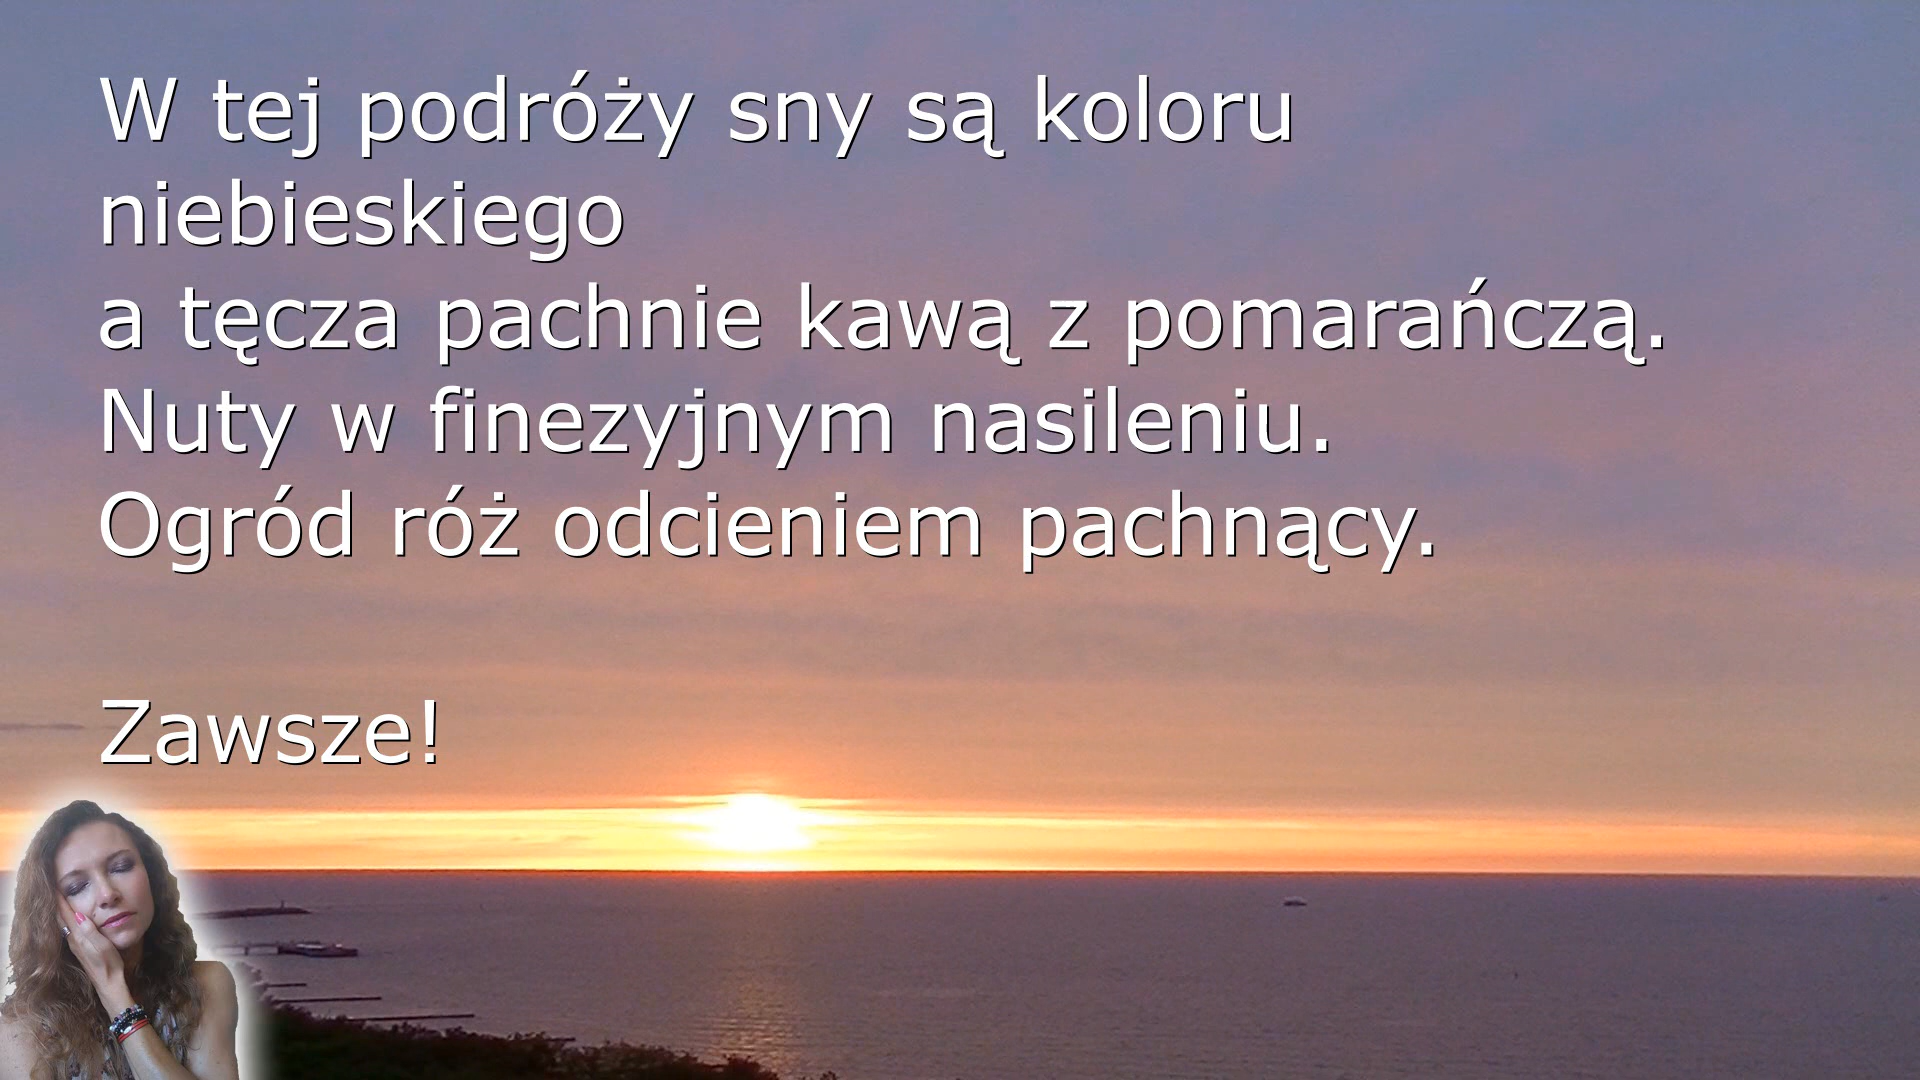 W tej podróży sny są koloru
niebieskiego
a tęcza pachnie kawą z pomarańczą.
Nuty w finezyjnym nasileniu.
Ogród róż odcieniem pachnący.
Zawsze!